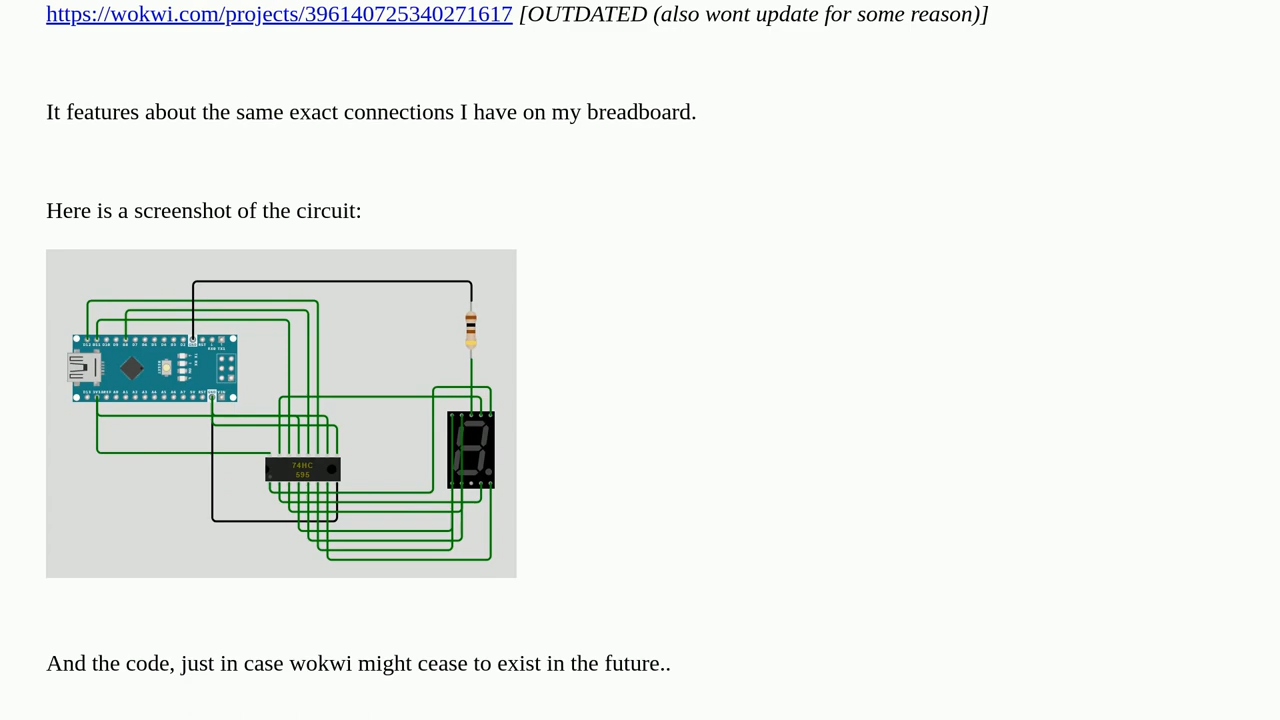 https://wokwi.com/projects/396140725340271617 [OUTDATED (also wont update for some reason)]
It features about the same exact connections I have on my breadboard.
Here is a screenshot of the circuit:
74HC
595
And the code, just in case wokwi might cease to exist in the future..